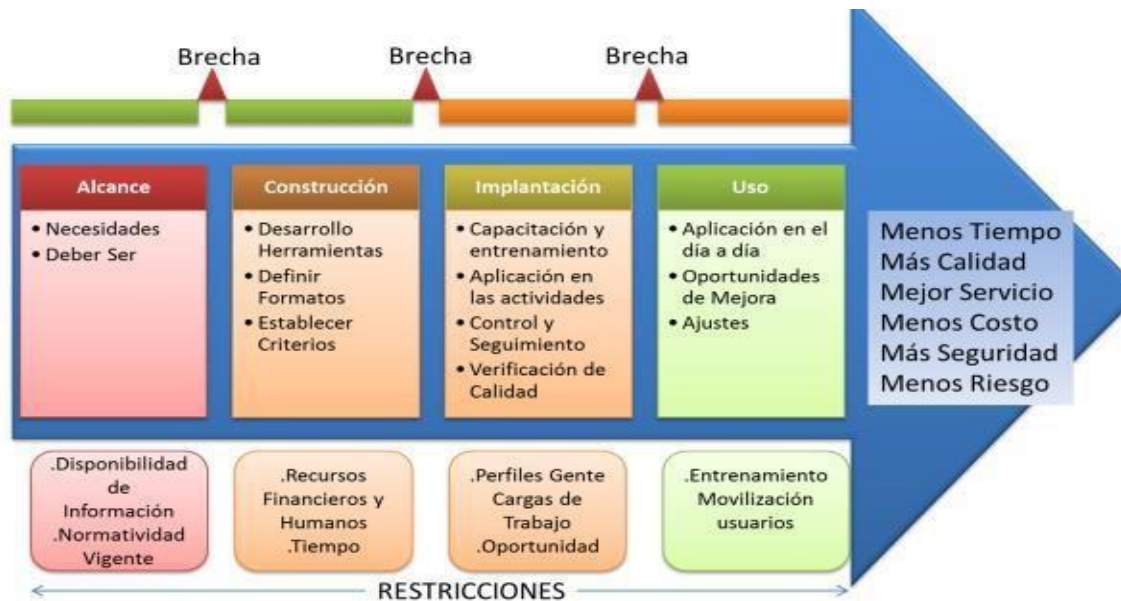 Brecha
Brecha
Brecha
Alcance
• Necesidades
• Deber Ser
Construcción
• Desarrollo
Herramientas
• Definir
Formatos
• Establecer
Criterios
Implantación
• Capacitación y
entrenamiento
• Aplicación en
las actividades
• Control y
Seguimiento
• Verificación de
Calidad
Uso
• Aplicación en el
día a día
• Oportunidades
de Mejora
• Ajustes
Menos Tiempo
Más Calidad
Mejor Servicio
Menos Costo
Más Seguridad
Menos Riesgo
.Disponibilidad
de
Información
.Normatividad
Vigente
.Recursos
Financieros y
Humanos
.Tiempo
.Perfiles Gente
Cargas de
Trabajo
.Oportunidad
.Entrenamiento
Movilización
usuarios
RESTRICCIONES